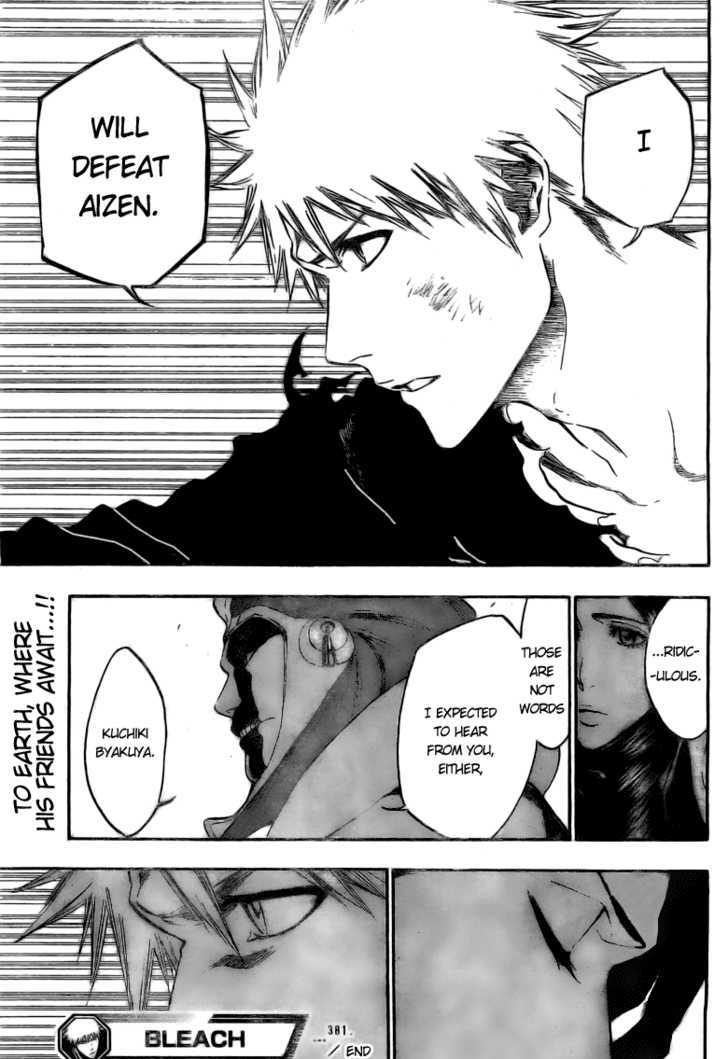 I
WILL
DEFEAT
AIZEN.
...RIDIC-
-ULOUS.
THOSE
ARE
NOT
WORDS
I EXPECTED
TO HEAR
FROM YOU,
EITHER,
KUCHIKI
BYAKUYA.
TO EARTH, WHERE
HIS FRIENDS AWAIT...!!
BLEACH
381.
/ END